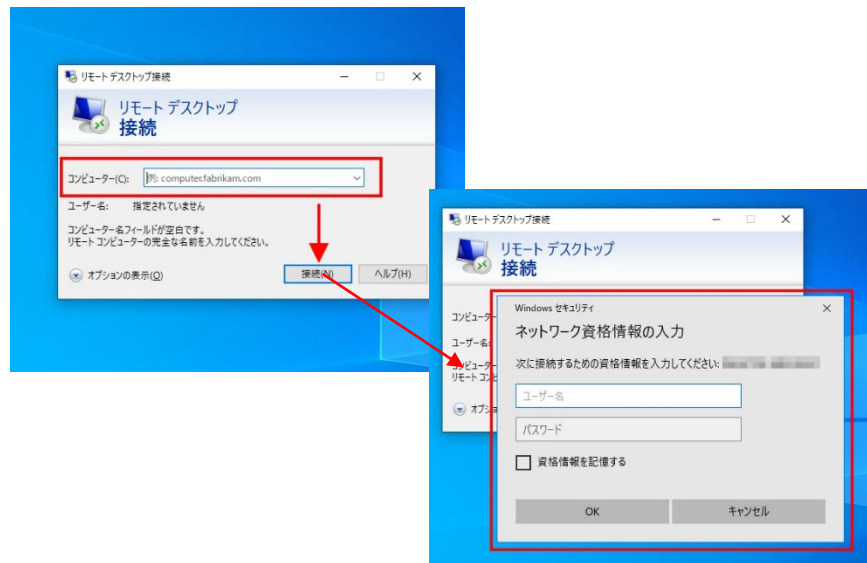 リモート デスクトップ接続
リモート デスクトップ
接続
コンピューター(C): 例: computer.fabrikam.com
ユーザー名: 指定されていません
コンピューター名フィールドが空白です。
リモート コンピューターの完全な名前を入力してください。
オプションの表示(O) 接続(N) ヘルプ(H)
リモート デスクトップ接続
リモート デスクトップ
接続
コンピューター
ユーザー名:
コンピューター
リモート コンピ
オプショ
Windows セキュリティ
ネットワーク資格情報の入力
次に接続するための資格情報を入力してください:
ユーザー名
パスワード
資格情報を記憶する
OK キャンセル